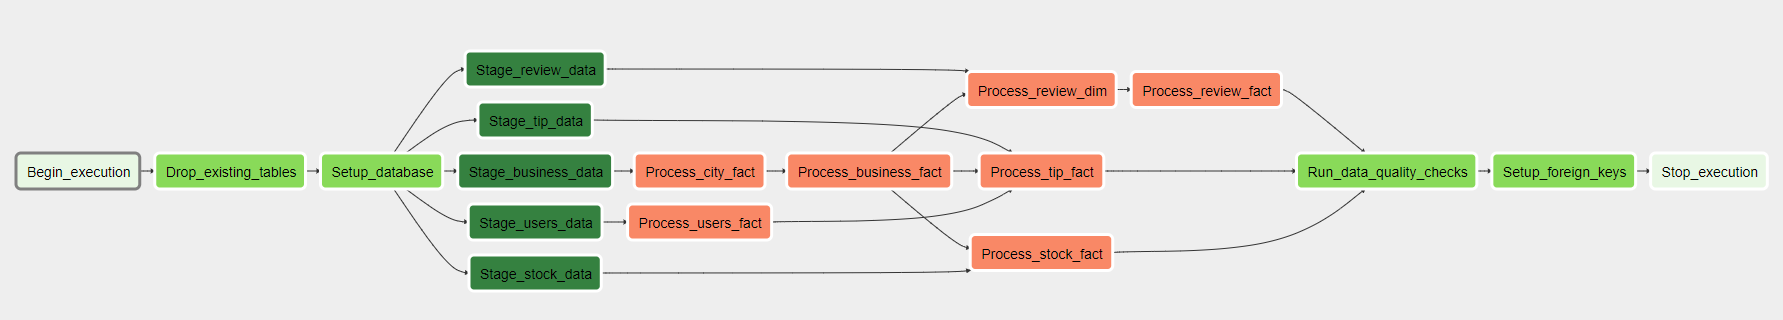 Begin_execution
Drop_existing_tables
Setup_database
Stage_review_data
Stage_tip_data
Stage_business_data
Stage_users_data
Stage_stock_data
Process_city_fact
Process_users_fact
Process_business_fact
Process_review_dim
Process_tip_fact
Process_stock_fact
Process_review_fact
Run_data_quality_checks
Setup_foreign_keys
Stop_execution